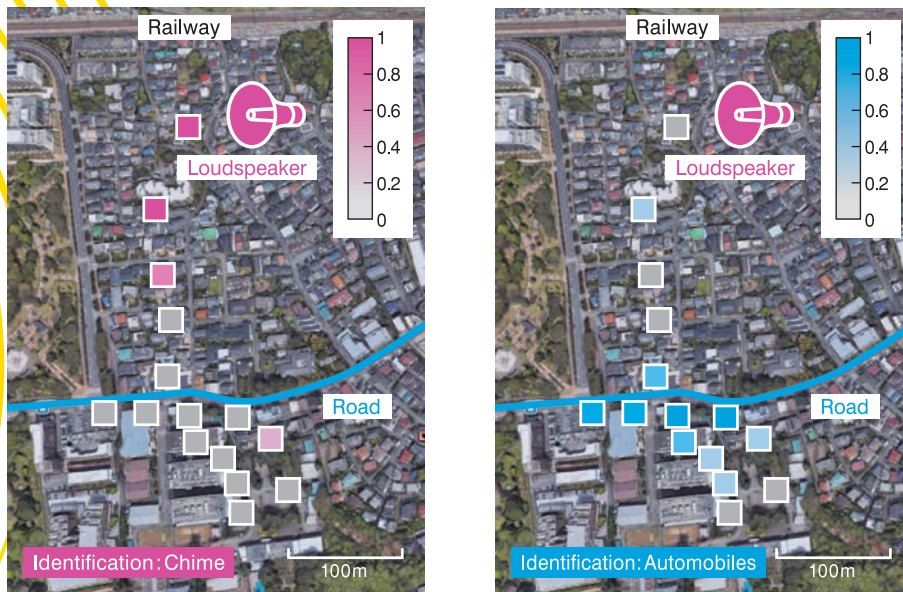 Railway
1
0.8
0.6
0.4
0.2
0
Loudspeaker
Road
Identification: Chime
100m
Railway
1
0.8
0.6
0.4
0.2
0
Loudspeaker
Road
Identification: Automobiles
100m